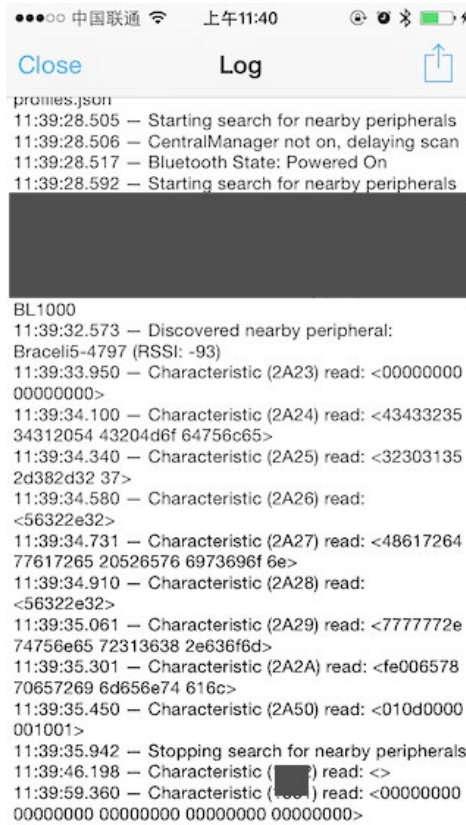 中国联通 上午11:40
Close Log
profiles.json
11:39:28.505 — Starting search for nearby peripherals
11:39:28.506 — CentralManager not on, delaying scan
11:39:28.517 — Bluetooth State: Powered On
11:39:28.592 — Starting search for nearby peripherals
BL1000
11:39:32.573 — Discovered nearby peripheral:
Braceli5-4797 (RSSI: -93)
11:39:33.950 — Characteristic (2A23) read: <00000000
00000000>
11:39:34.100 — Characteristic (2A24) read: <43433235
34312054 43204d6f 64756c65>
11:39:34.340 — Characteristic (2A25) read: <32303135
2d382d32 37>
11:39:34.580 — Characteristic (2A26) read:
<56322e32>
11:39:34.731 — Characteristic (2A27) read: <48617264
77617265 20526576 6973696f 6e>
11:39:34.910 — Characteristic (2A28) read:
<56322e32>
11:39:35.061 — Characteristic (2A29) read: <7777772e
74756e65 72313638 2e636f6d>
11:39:35.301 — Characteristic (2A2A) read: <fe006578
70657269 6d656e74 616c>
11:39:35.450 — Characteristic (2A50) read: <010d0000
001001>
11:39:35.942 — Stopping search for nearby peripherals
11:39:46.198 — Characteristic ( ) read: <>
11:39:59.360 — Characteristic ( ) read: <00000000
00000000 00000000 00000000 00000000>